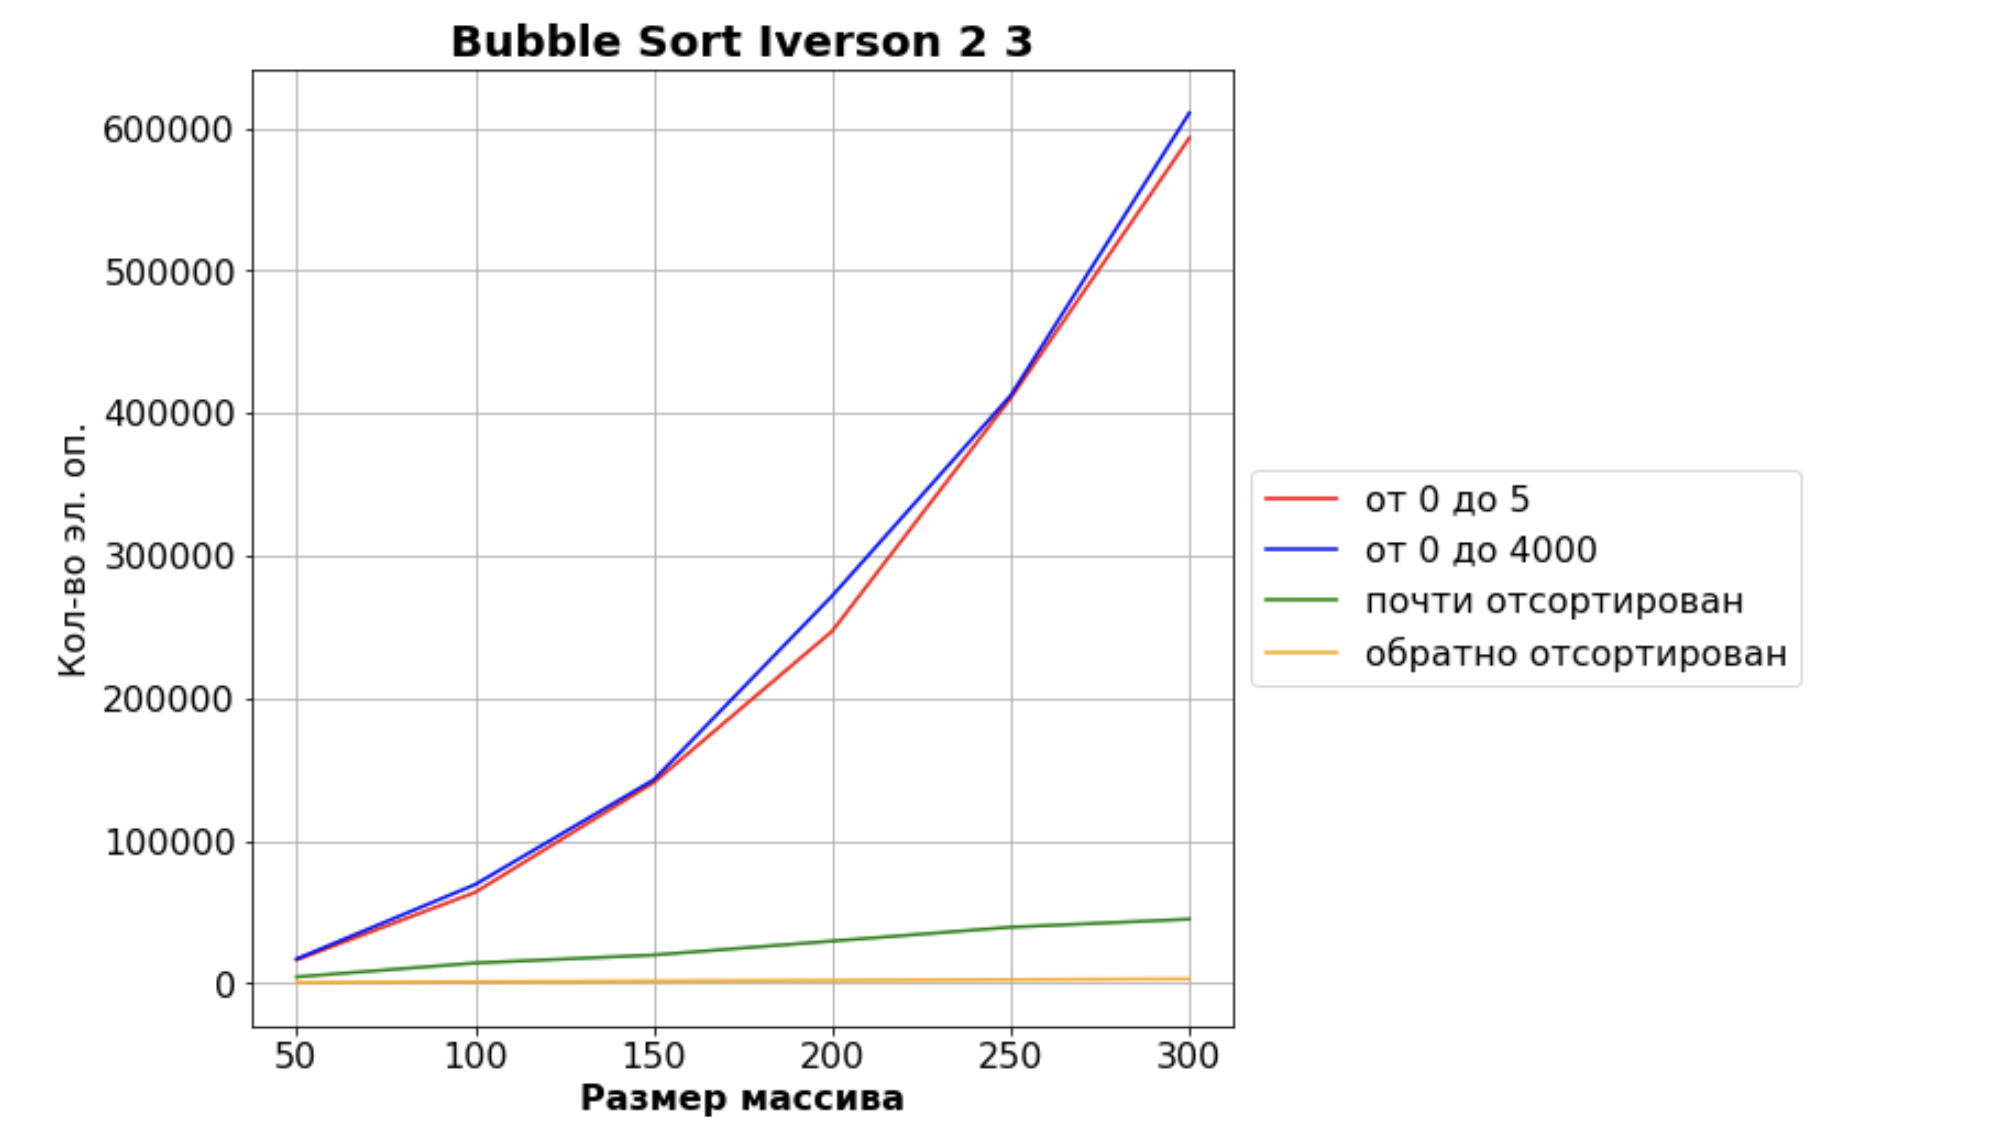 Bubble Sort Iverson 2 3
600000
500000
400000
300000
200000
100000
0
Кол-во эл. оп.
50 100 150 200 250 300
Размер массива
от 0 до 5
от 0 до 4000
почти отсортирован
обратно отсортирован